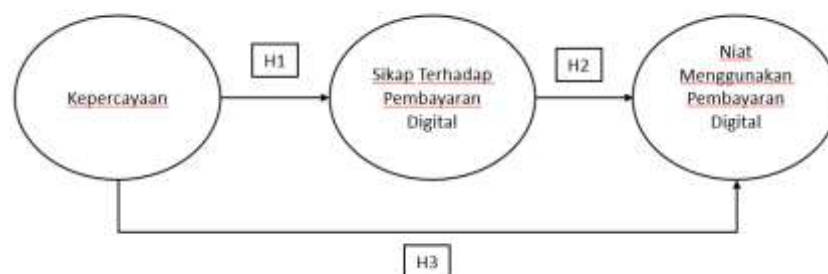 H1
H2
Kepercayaan
Sikap Terhadap
Pembayaran
Digital
Niat
Menggunakan
Pembayaran
Digital
H3